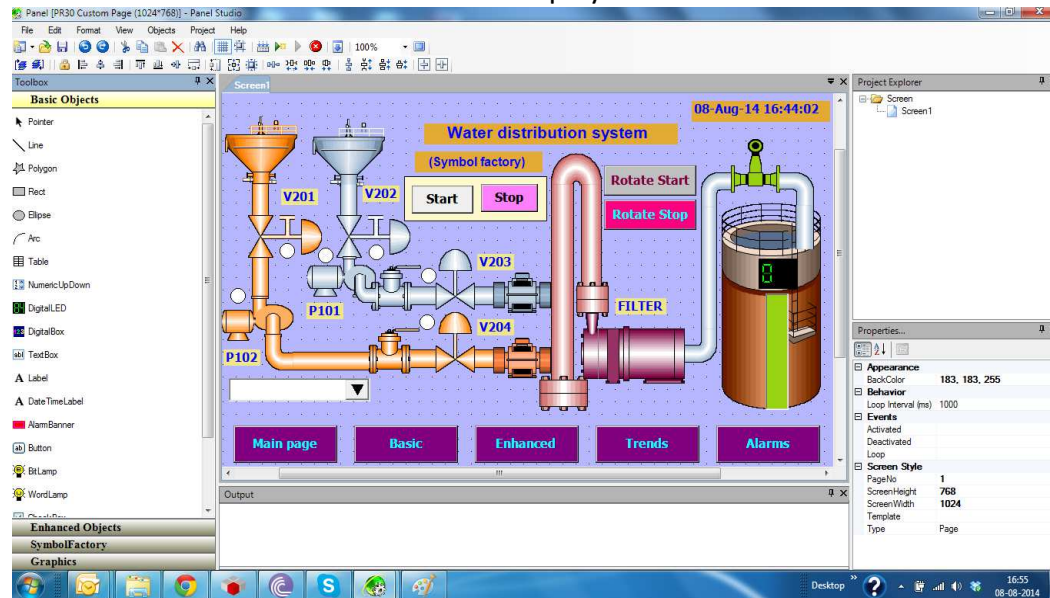 Panel [PR30 Custom Page (1024*768)] - Panel Studio
File Edit Format View Objects Project Help
100%
Toolbox
Basic Objects
Pointer
Line
Polygon
Rect
Ellipse
Arc
Table
NumericUpDown
DigitalLED
DigitalBox
TextBox
Label
DateTimeLabel
AlarmBanner
Button
BitLamp
WordLamp
CheckBox
Enhanced Objects
SymbolFactory
Graphics
Screen1
08-Aug-14 16:44:02
Water distribution system
(Symbol factory)
Start Stop
Rotate Start
Rotate Stop
V201 V202
V203
P101
FILTER
V204
P102
0
Main page Basic Enhanced Trends Alarms
Output
Project Explorer
Screen
Screen1
Properties...
Appearance
BackColor 183, 183, 255
Behavior
Loop Interval (ms) 1000
Events
Activated
Deactivated
Loop
Screen Style
PageNo 1
ScreenHeight 768
ScreenWidth 1024
Template
Type Page
Desktop
16:55
08-08-2014